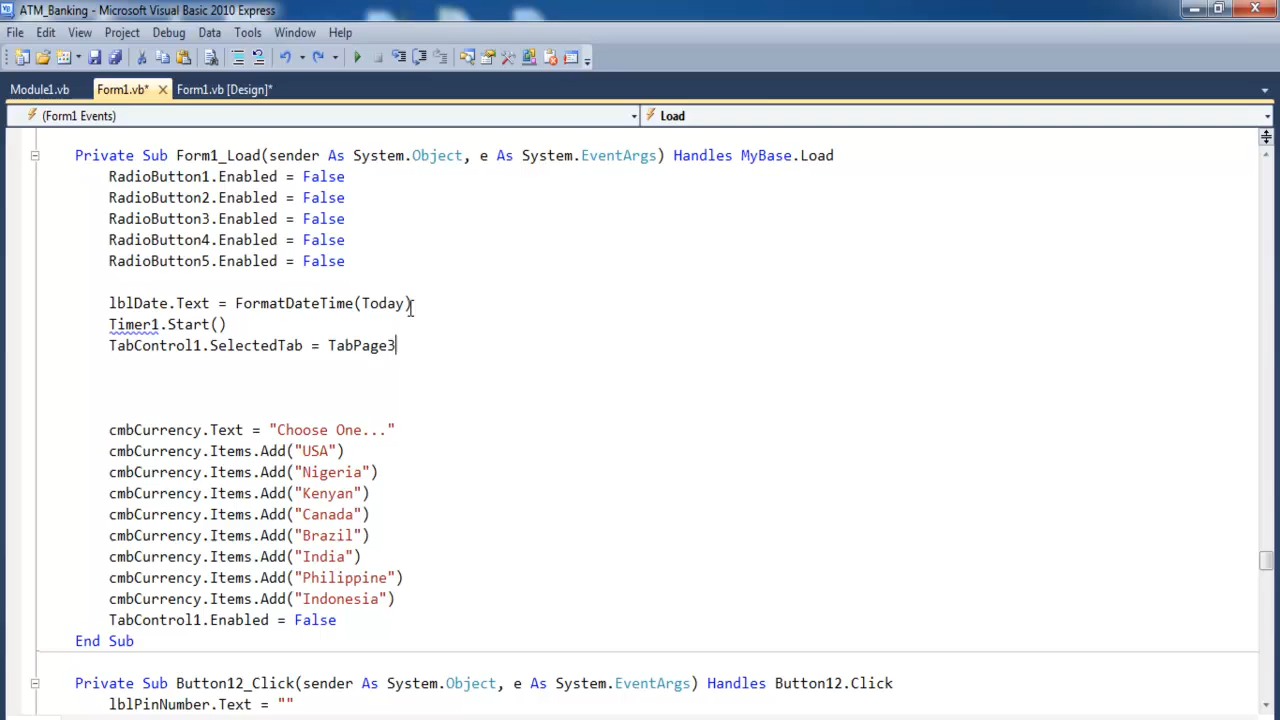 ATM_Banking - Microsoft Visual Basic 2010 Express
File Edit View Project Debug Data Tools Window Help
Module1.vb Form1.vb* Form1.vb [Design]*
(Form1 Events) Load
Private Sub Form1_Load(sender As System.Object, e As System.EventArgs) Handles MyBase.Load
RadioButton1.Enabled = False
RadioButton2.Enabled = False
RadioButton3.Enabled = False
RadioButton4.Enabled = False
RadioButton5.Enabled = False
lblDate.Text = FormatDateTime(Today)
Timer1.Start()
TabControl1.SelectedTab = TabPage3
cmbCurrency.Text = "Choose One..."
cmbCurrency.Items.Add("USA")
cmbCurrency.Items.Add("Nigeria")
cmbCurrency.Items.Add("Kenyan")
cmbCurrency.Items.Add("Canada")
cmbCurrency.Items.Add("Brazil")
cmbCurrency.Items.Add("India")
cmbCurrency.Items.Add("Philippine")
cmbCurrency.Items.Add("Indonesia")
TabControl1.Enabled = False
End Sub
Private Sub Button12_Click(sender As System.Object, e As System.EventArgs) Handles Button12.Click
lblPinNumber.Text = ""